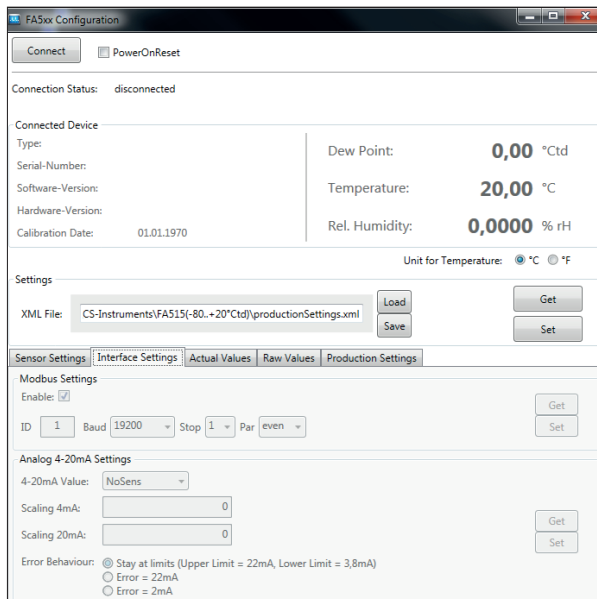 FA5xx Configuration
Connect PowerOnReset
Connection Status: disconnected
Connected Device
Type:
Serial-Number:
Software-Version:
Hardware-Version:
Calibration Date: 01.01.1970
Dew Point: 0,00 °Ctd
Temperature: 20,00 °C
Rel. Humidity: 0,0000 % rH
Unit for Temperature: °C °F
Settings
XML File: CS-Instruments\FA515(-80..+20°Ctd)\productionSettings.xml
Load
Save
Get
Set
Sensor Settings Interface Settings Actual Values Raw Values Production Settings
Modbus Settings
Enable:
ID 1 Baud 19200 Stop 1 Par even
Get
Set
Analog 4-20mA Settings
4-20mA Value: NoSens
Scaling 4mA: 0
Scaling 20mA: 0
Get
Set
Error Behaviour: Stay at limits (Upper Limit = 22mA, Lower Limit = 3,8mA)
Error = 22mA
Error = 2mA